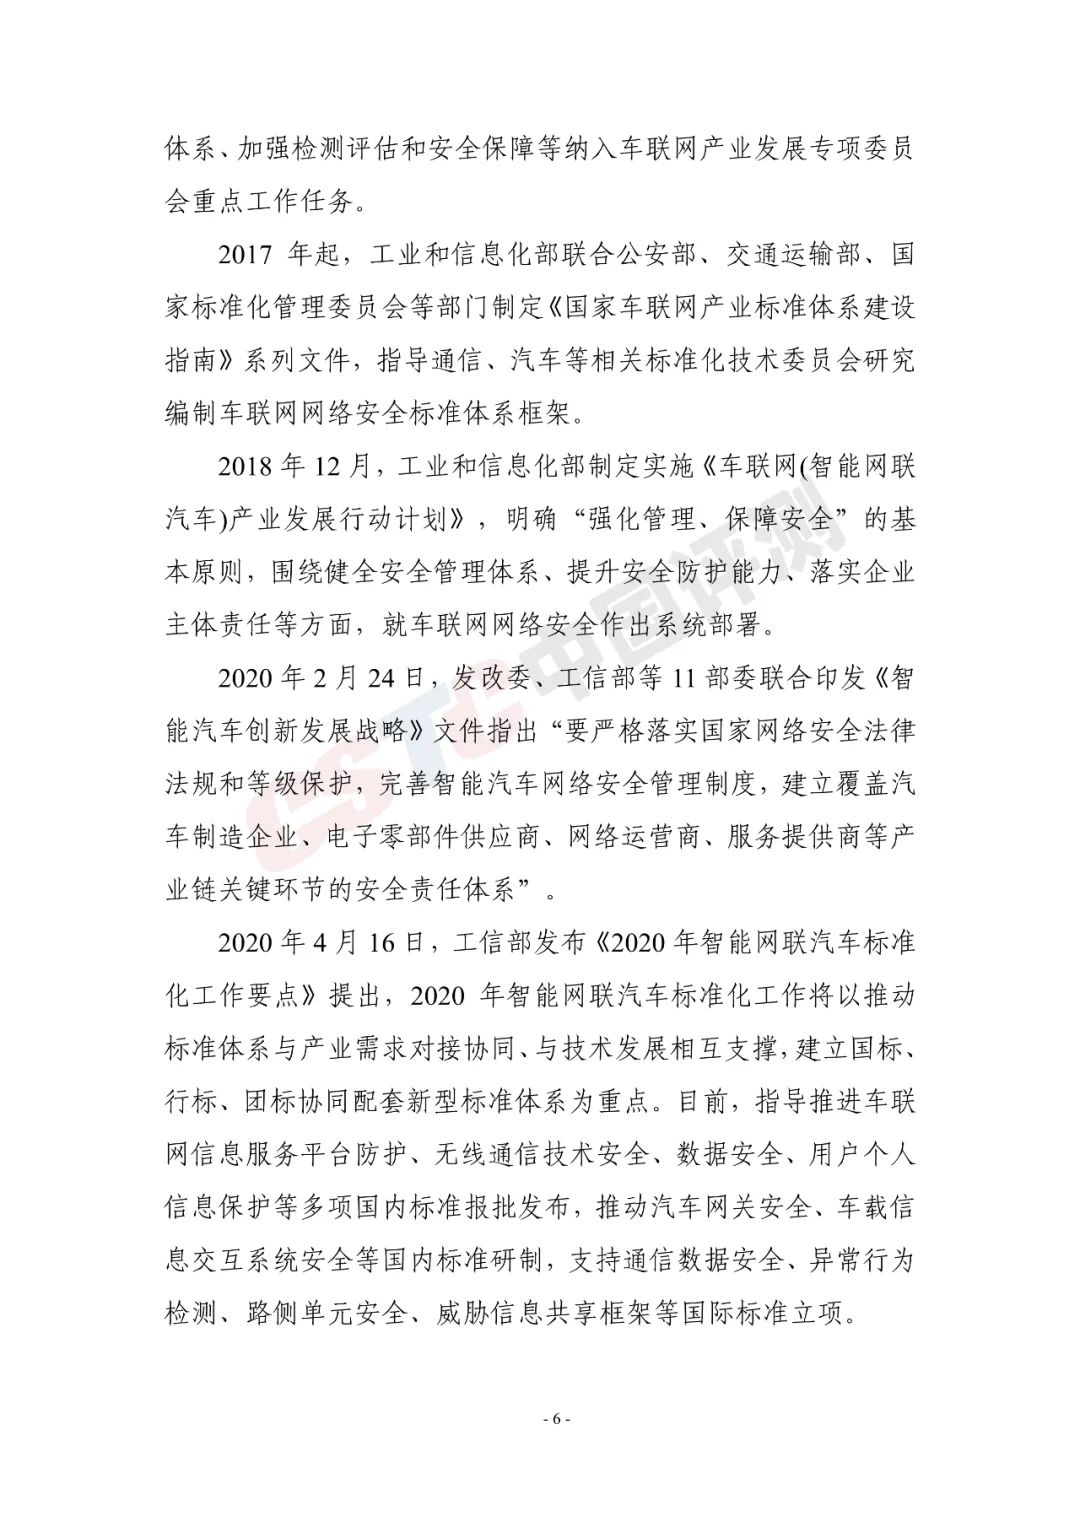 体系、加强检测评估和安全保障等纳入车联网产业发展专项委员
会重点工作任务。
2017 年起，工业和信息化部联合公安部、交通运输部、国
家标准化管理委员会等部门制定《国家车联网产业标准体系建设
指南》系列文件，指导通信、汽车等相关标准化技术委员会研究
编制车联网网络安全标准体系框架。
2018 年 12 月，工业和信息化部制定实施《车联网(智能网联
汽车)产业发展行动计划》，明确“强化管理、保障安全”的基
本原则，围绕健全安全管理体系、提升安全防护能力、落实企业
主体责任等方面，就车联网网络安全作出系统部署。
2020 年 2 月 24 日，发改委、工信部等 11 部委联合印发《智
能汽车创新发展战略》文件指出“要严格落实国家网络安全法律
法规和等级保护，完善智能汽车网络安全管理制度，建立覆盖汽
车制造企业、电子零部件供应商、网络运营商、服务提供商等产
业链关键环节的安全责任体系”。
2020 年 4 月 16 日，工信部发布《2020 年智能网联汽车标准
化工作要点》提出，2020 年智能网联汽车标准化工作将以推动
标准体系与产业需求对接协同、与技术发展相互支撑，建立国标、
行标、团标协同配套新型标准体系为重点。目前，指导推进车联
网信息服务平台防护、无线通信技术安全、数据安全、用户个人
信息保护等多项国内标准报批发布，推动汽车网关安全、车载信
息交互系统安全等国内标准研制，支持通信数据安全、异常行为
检测、路侧单元安全、威胁信息共享框架等国际标准立项。
CSTC中国评测
- 6 -